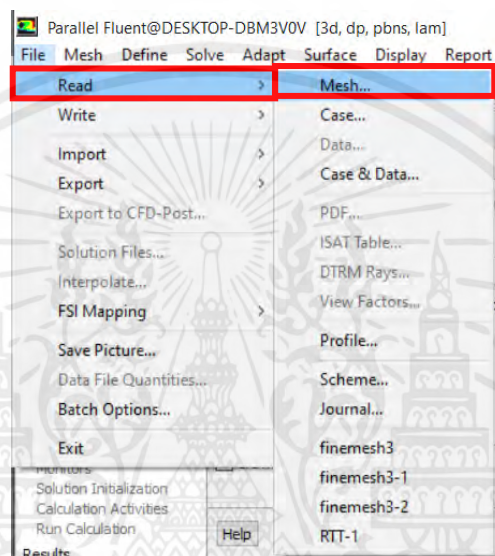 Parallel Fluent@DESKTOP-DBM3V0V [3d, dp, pbns, lam]
File Mesh Define Solve Adapt Surface Display Report
Read > Mesh...
Write > Case...
Data...
Import > Case & Data...
Export >
Export to CFD-Post... PDF...
Solution Files... ISAT Table...
Interpolate... DTRM Rays...
FSI Mapping > View Factors...
Save Picture... Profile...
Data File Quantities... Scheme...
Batch Options... Journal...
Exit finemesh3
Monitors
Solution Initialization finemesh3-1
Calculation Activities finemesh3-2
Run Calculation Help RTT-1
Results